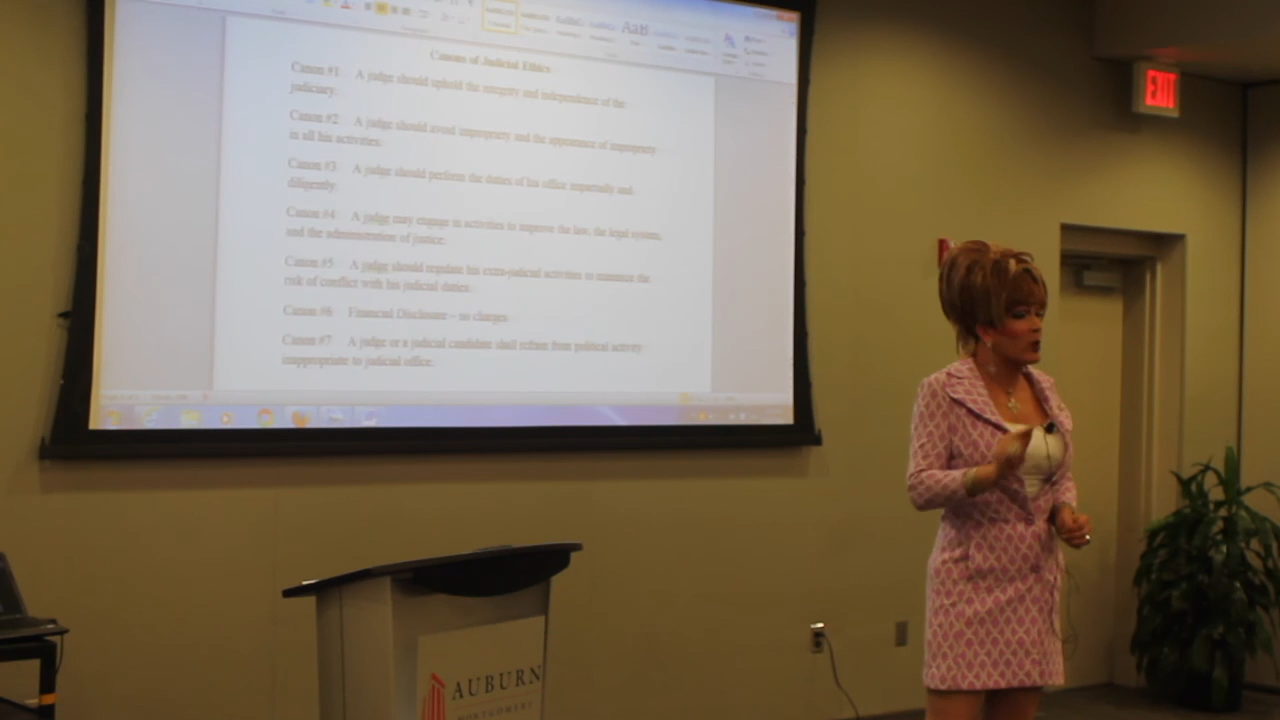 AaB
Canons of Judicial Ethics
Canon #1 A judge should uphold the integrity and independence of the
judiciary.
Canon #2 A judge should avoid impropriety and the appearance of impropriety
in all his activities.
Canon #3 A judge should perform the duties of his office impartially and
diligently.
Canon #4 A judge may engage in activities to improve the law, the legal system,
and the administration of justice.
Canon #5 A judge should regulate his extra-judicial activities to minimize the
risk of conflict with his judicial duties.
Canon #6 Financial Disclosure – no charges
Canon #7 A judge or a judicial candidate shall refrain from political activity
inappropriate to judicial office.
EXIT
AUBURN
MONTGOMERY